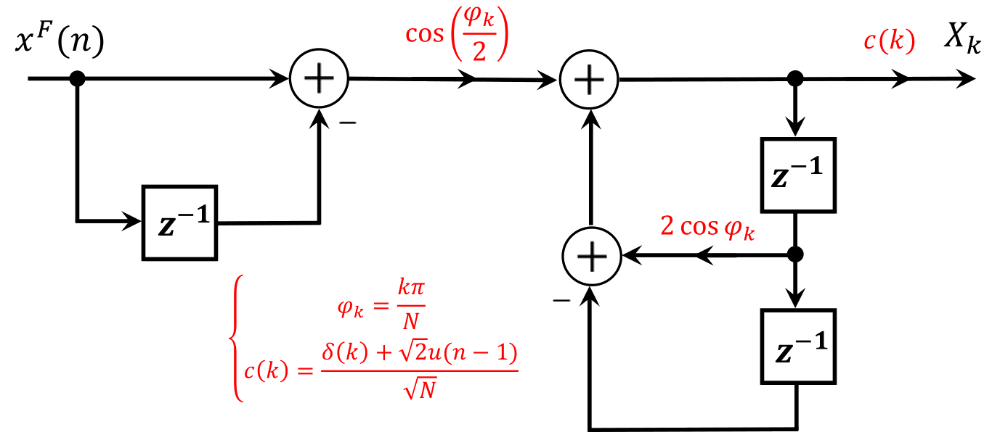 x^F(n)
cos(φ_k/2)
c(k) X_k
+ +
−
z^{−1}
z^{−1}
2 cos φ_k
+
−
z^{−1}
φ_k = kπ/N
c(k) = (δ(k) + √2u(n − 1))/√N